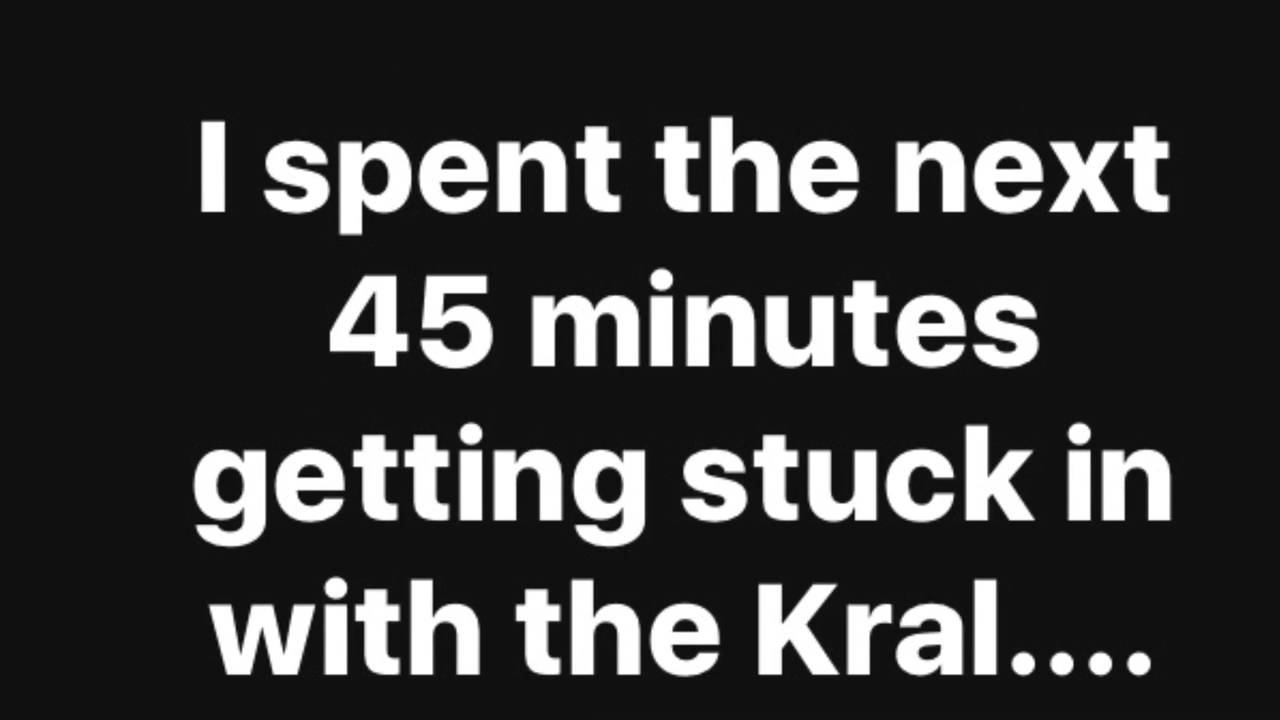 I spent the next
45 minutes
getting stuck in
with the Kral....